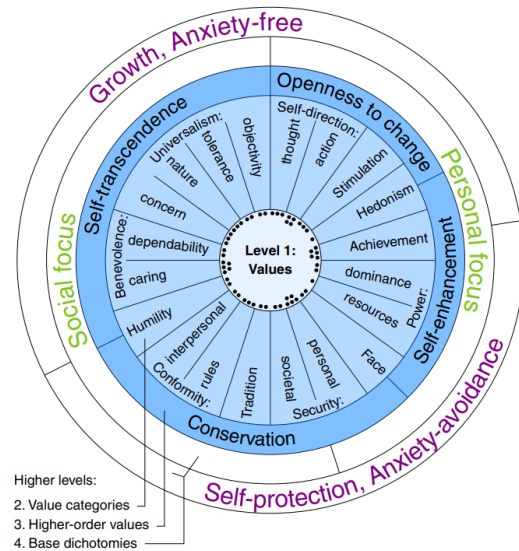 Growth, Anxiety-free
Social focus
Personal focus
Self-protection, Anxiety-avoidance
Self-transcendence
Openness to change
Self-enhancement
Conservation
Universalism:
nature
tolerance
objectivity
concern
Self-direction:
thought
action
Stimulation
Hedonism
Achievement
Power:
dominance
resources
Face
Security:
personal
societal
Tradition
Conformity:
rules
interpersonal
Humility
Benevolence:
caring
dependability
Level 1:
Values
Higher levels:
2. Value categories
3. Higher-order values
4. Base dichotomies